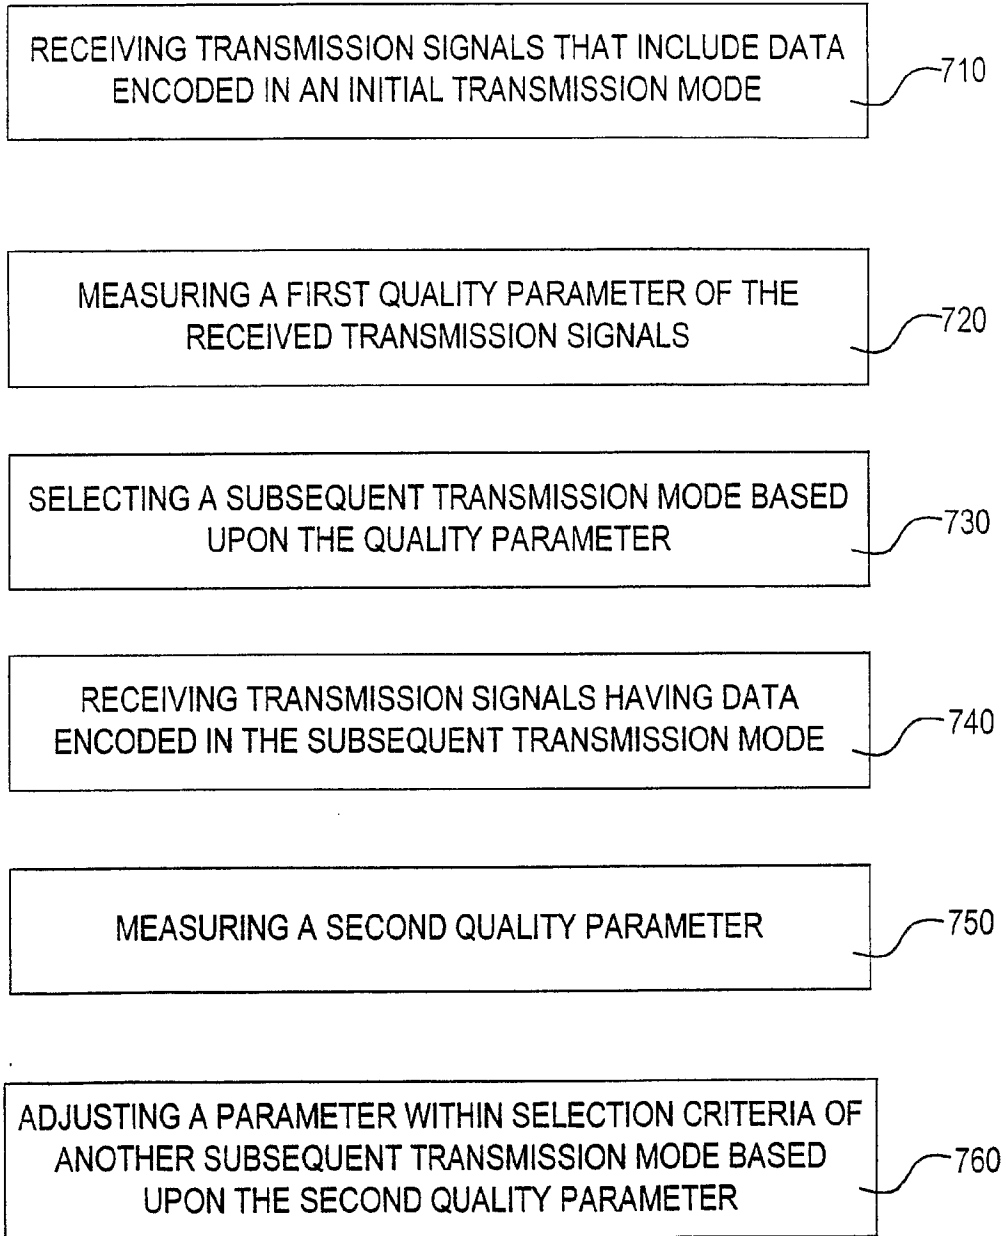 RECEIVING TRANSMISSION SIGNALS THAT INCLUDE DATA
ENCODED IN AN INITIAL TRANSMISSION MODE
710
MEASURING A FIRST QUALITY PARAMETER OF THE
RECEIVED TRANSMISSION SIGNALS
720
SELECTING A SUBSEQUENT TRANSMISSION MODE BASED
UPON THE QUALITY PARAMETER
730
RECEIVING TRANSMISSION SIGNALS HAVING DATA
ENCODED IN THE SUBSEQUENT TRANSMISSION MODE
740
MEASURING A SECOND QUALITY PARAMETER
750
ADJUSTING A PARAMETER WITHIN SELECTION CRITERIA OF
ANOTHER SUBSEQUENT TRANSMISSION MODE BASED
UPON THE SECOND QUALITY PARAMETER
760